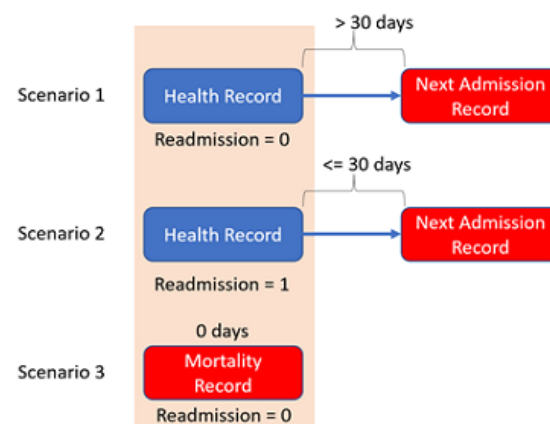 > 30 days
Scenario 1
Health Record
Next Admission
Record
Readmission = 0
<= 30 days
Scenario 2
Health Record
Next Admission
Record
Readmission = 1
0 days
Scenario 3
Mortality
Record
Readmission = 0